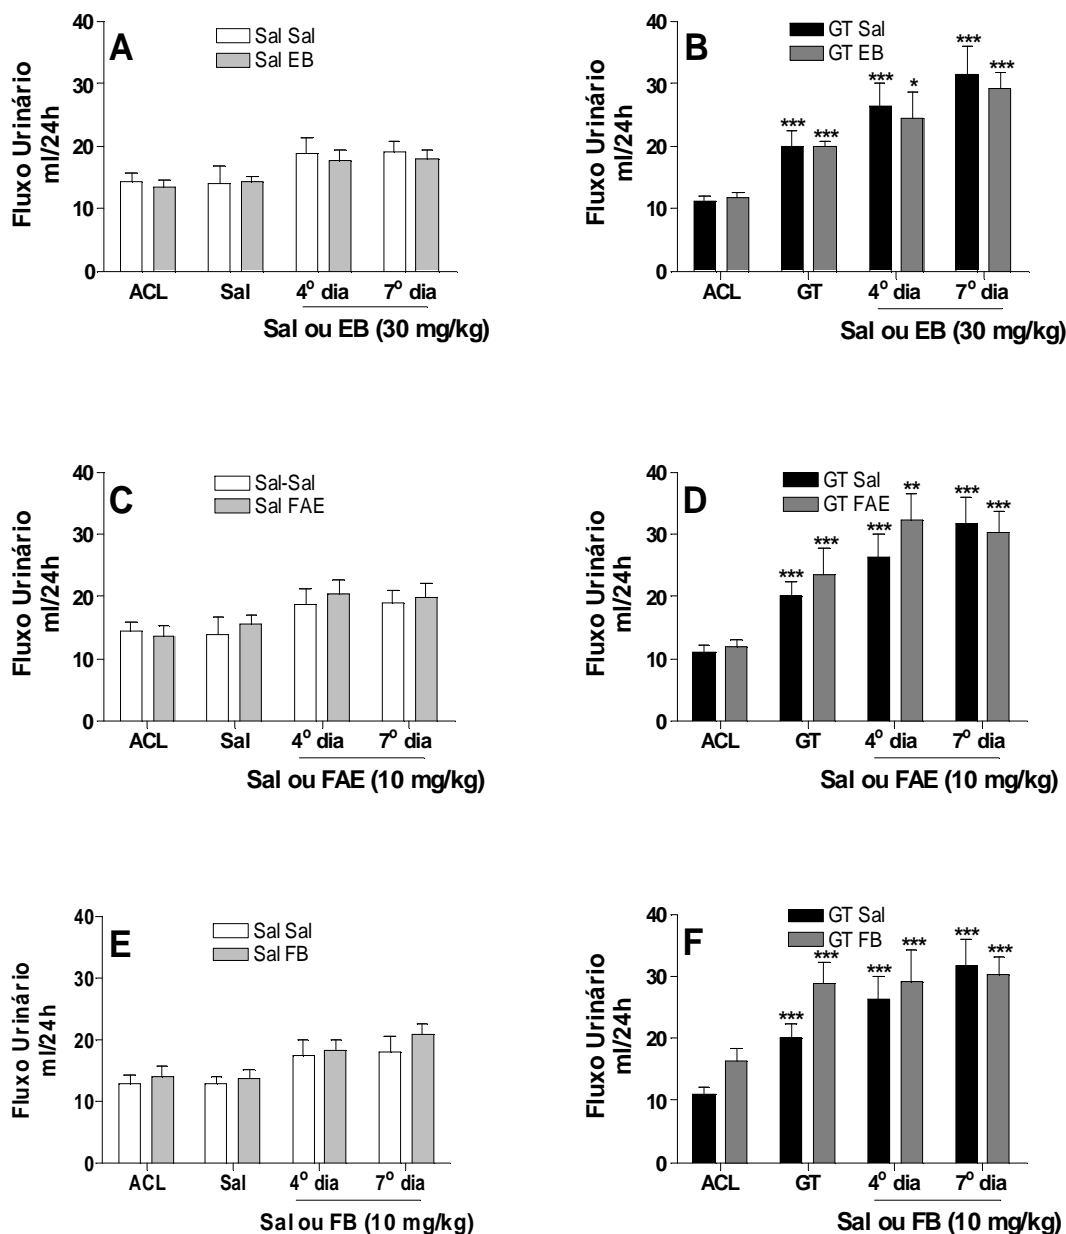 A
Sal Sal
Sal EB
Fluxo Urinário
ml/24h
40
30
20
10
0
ACL Sal 4º dia 7º dia
Sal ou EB (30 mg/kg)
B
GT Sal
GT EB
Fluxo Urinário
ml/24h
40
30
20
10
0
*** *** *** * *** ***
ACL GT 4º dia 7º dia
Sal ou EB (30 mg/kg)
C
Sal-Sal
Sal FAE
Fluxo Urinário
ml/24h
40
30
20
10
0
ACL Sal 4º dia 7º dia
Sal ou FAE (10 mg/kg)
D
GT Sal
GT FAE
Fluxo Urinário
ml/24h
40
30
20
10
0
*** *** *** ** *** ***
ACL GT 4º dia 7º dia
Sal ou FAE (10 mg/kg)
E
Sal Sal
Sal FB
Fluxo Urinário
ml/24h
40
30
20
10
0
ACL Sal 4º dia 7º dia
Sal ou FB (10 mg/kg)
F
GT Sal
GT FB
Fluxo Urinário
ml/24h
40
30
20
10
0
*** *** *** *** *** ***
ACL GT 4º dia 7º dia
Sal ou FB (10 mg/kg)